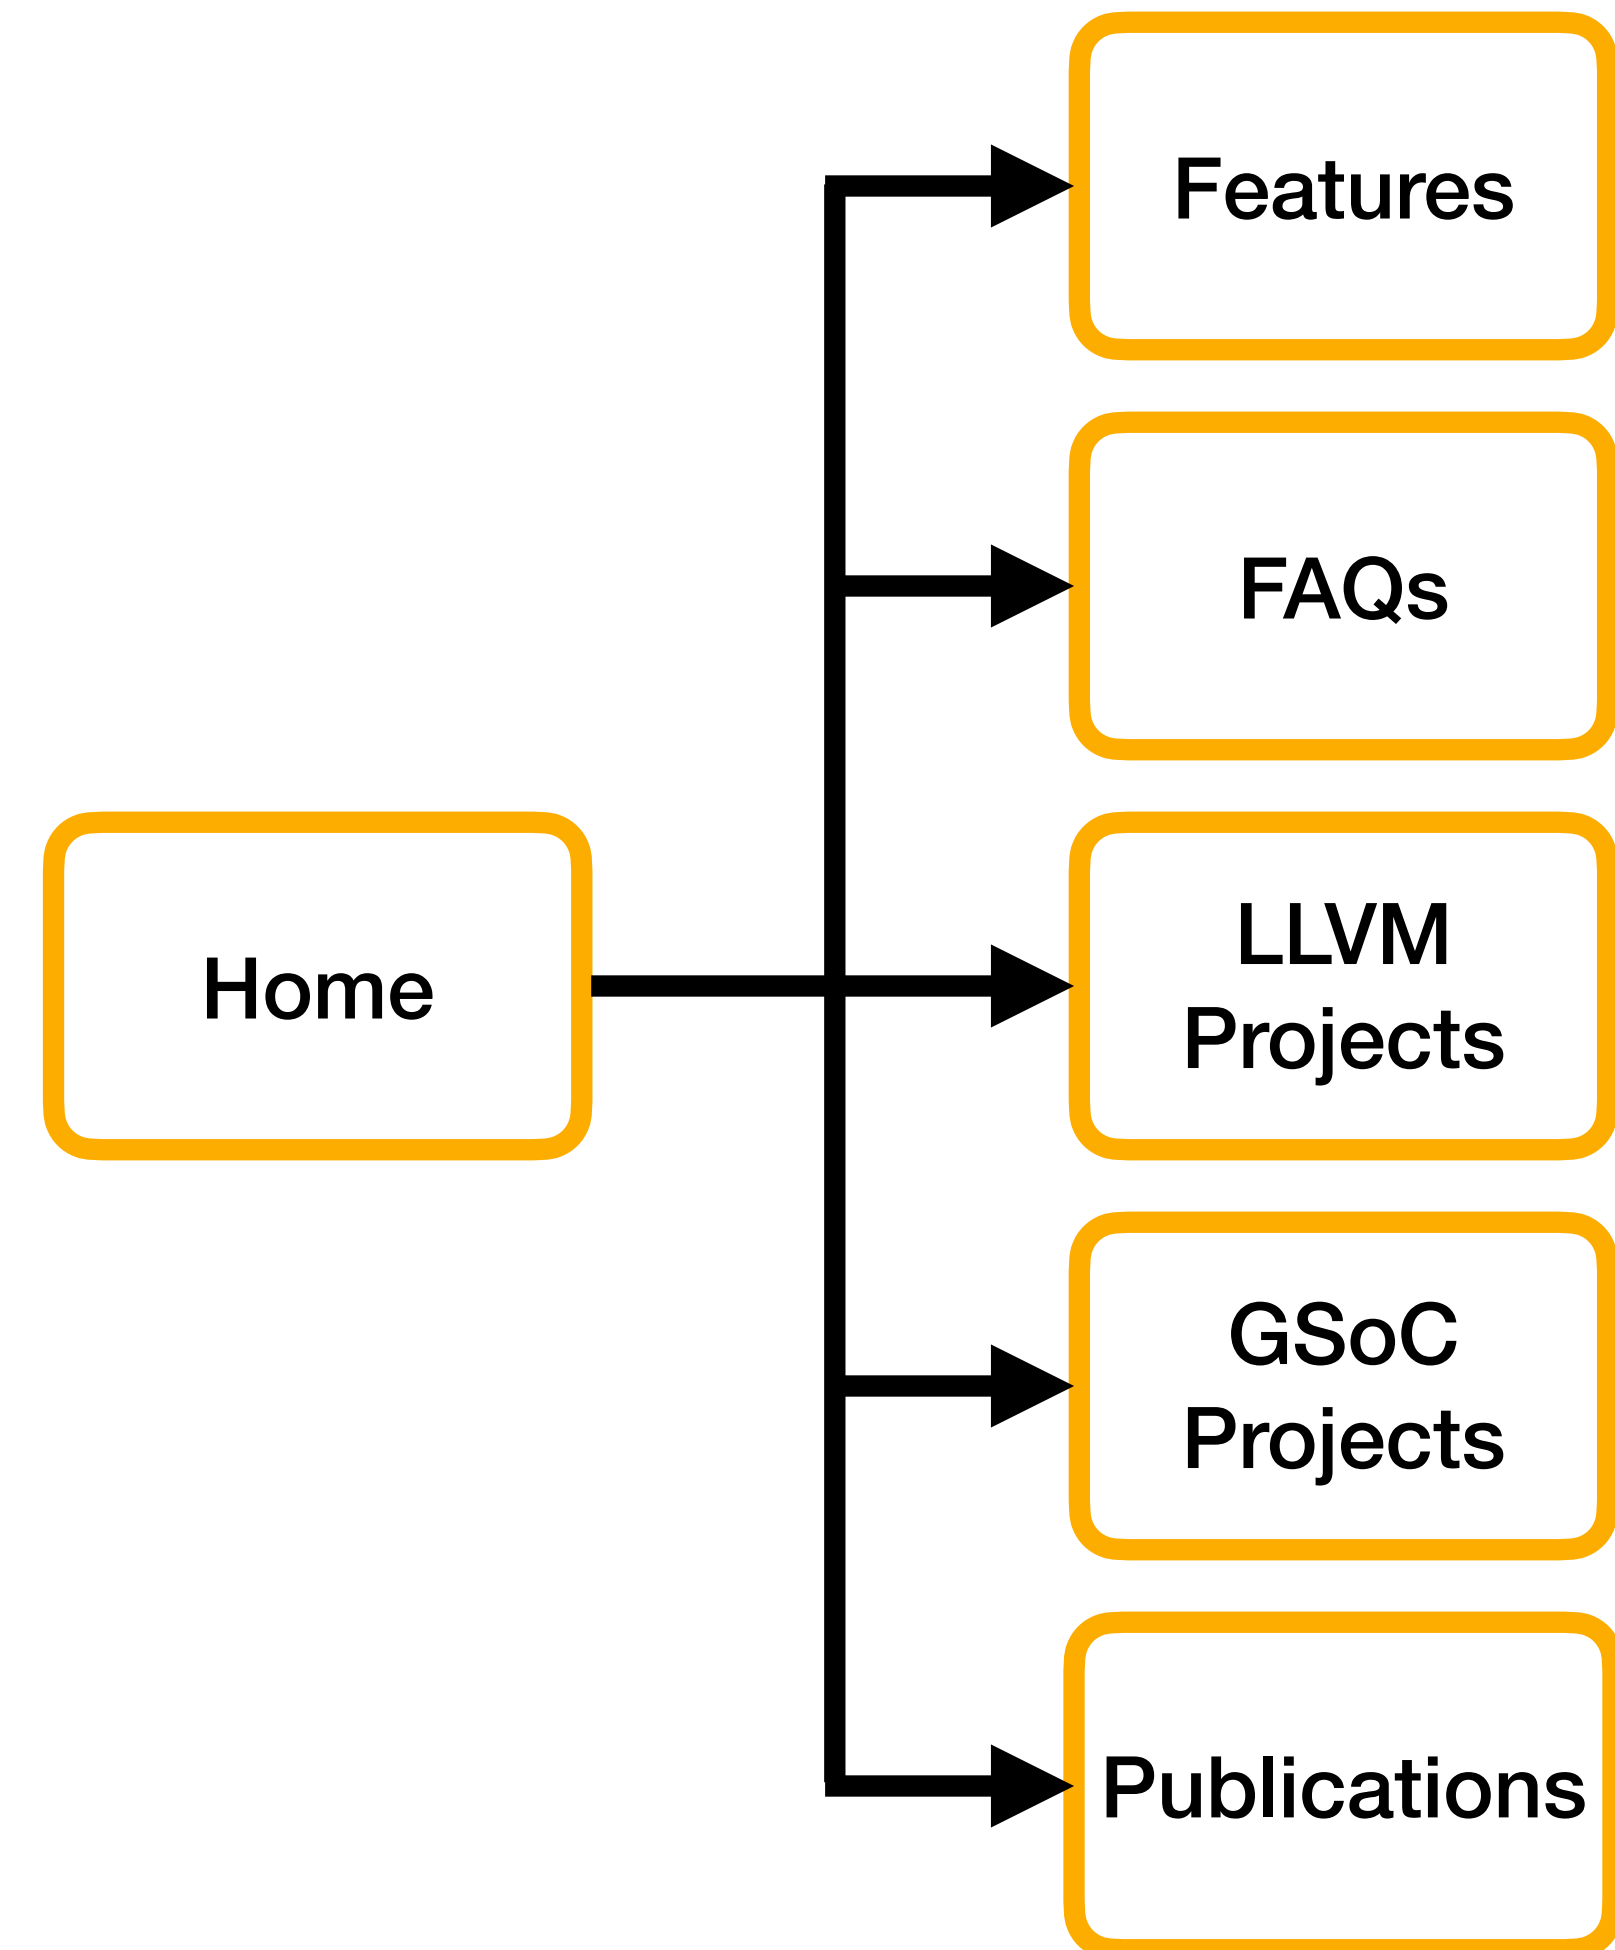 Features
FAQs
Home
LLVM
Projects
GSoC
Projects
Publications